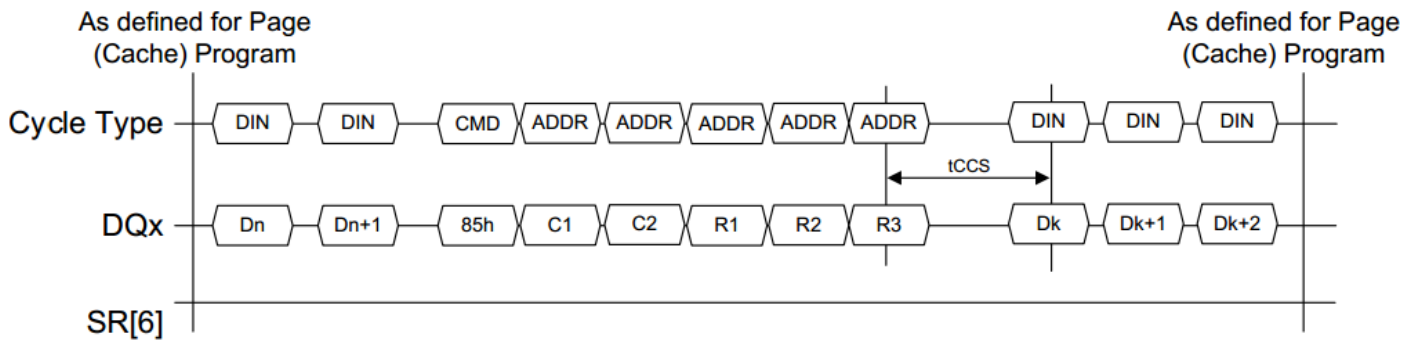 As defined for Page
(Cache) Program
As defined for Page
(Cache) Program
Cycle Type DIN DIN CMD ADDR ADDR ADDR ADDR ADDR DIN DIN DIN
tCCS
DQx Dn Dn+1 85h C1 C2 R1 R2 R3 Dk Dk+1 Dk+2
SR[6]